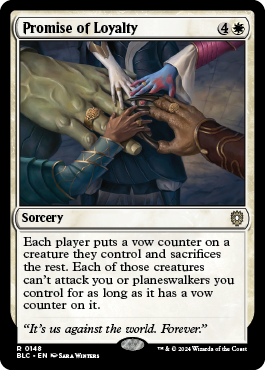 Promise of Loyalty 4
Sorcery
Each player puts a vow counter on a
creature they control and sacrifices
the rest. Each of those creatures
can't attack you or planeswalkers you
control for as long as it has a vow
counter on it.
"It's us against the world. Forever."
R 0148
BLC • EN Sara Winters
™ & © 2024 Wizards of the Coast